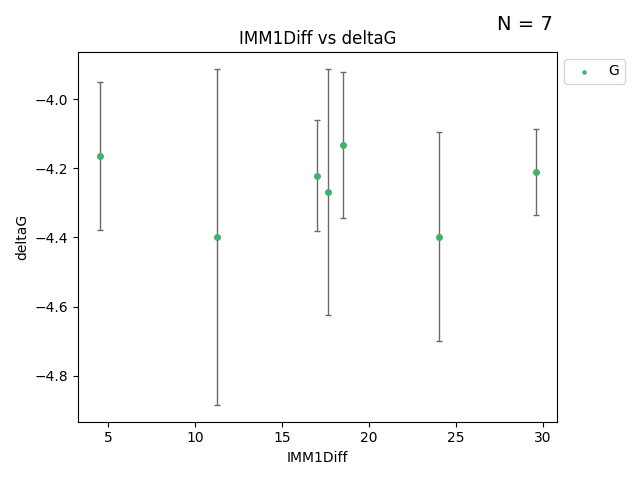 N = 7
IMM1Diff vs deltaG
G
−4.0
−4.2
−4.4
−4.6
−4.8
deltaG
5 10 15 20 25 30
IMM1Diff